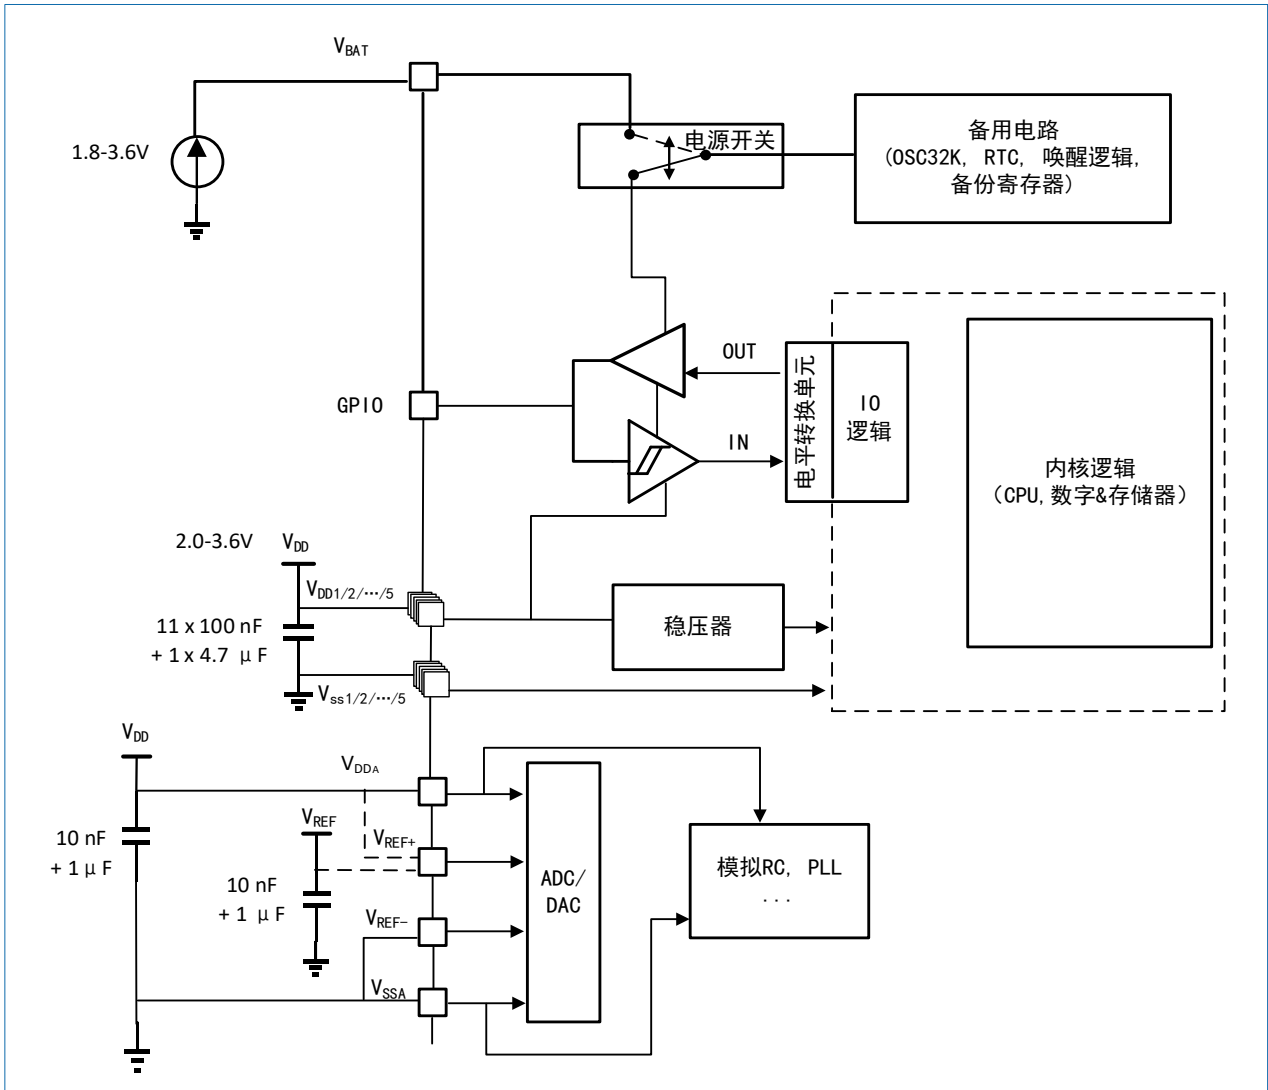 VBAT
1.8-3.6V
电源开关
备用电路
(OSC32K, RTC, 唤醒逻辑,
备份寄存器)
OUT
GPIO
IN
电平转换单元
IO
逻辑
内核逻辑
(CPU,数字&存储器)
2.0-3.6V
VDD
VDD1/2/…/5
11 x 100 nF
+ 1 x 4.7 μF
稳压器
Vss1/2/…/5
VDD
VDDA
VREF
VREF+
10 nF
+ 1 μF
10 nF
+ 1 μF
VREF-
VSSA
ADC/
DAC
模拟RC, PLL
...